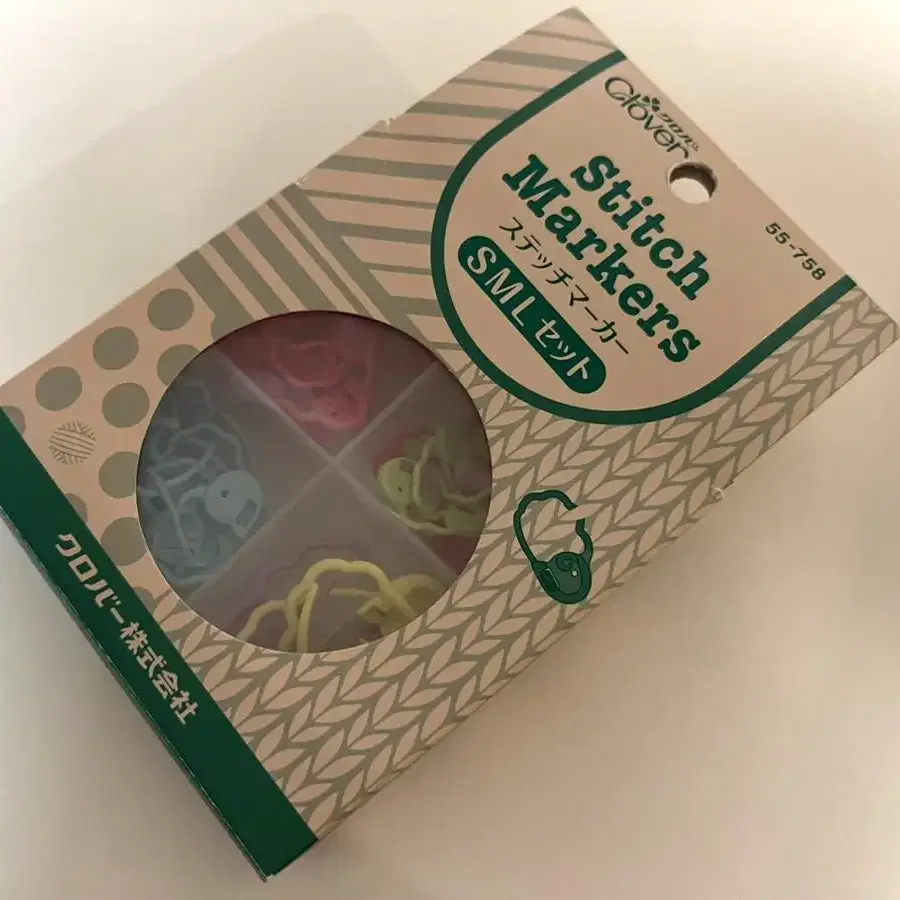 クロバー
Clover
55-758
Stitch
Markers
ステッチマーカー
SMLセット
クロバー株式会社